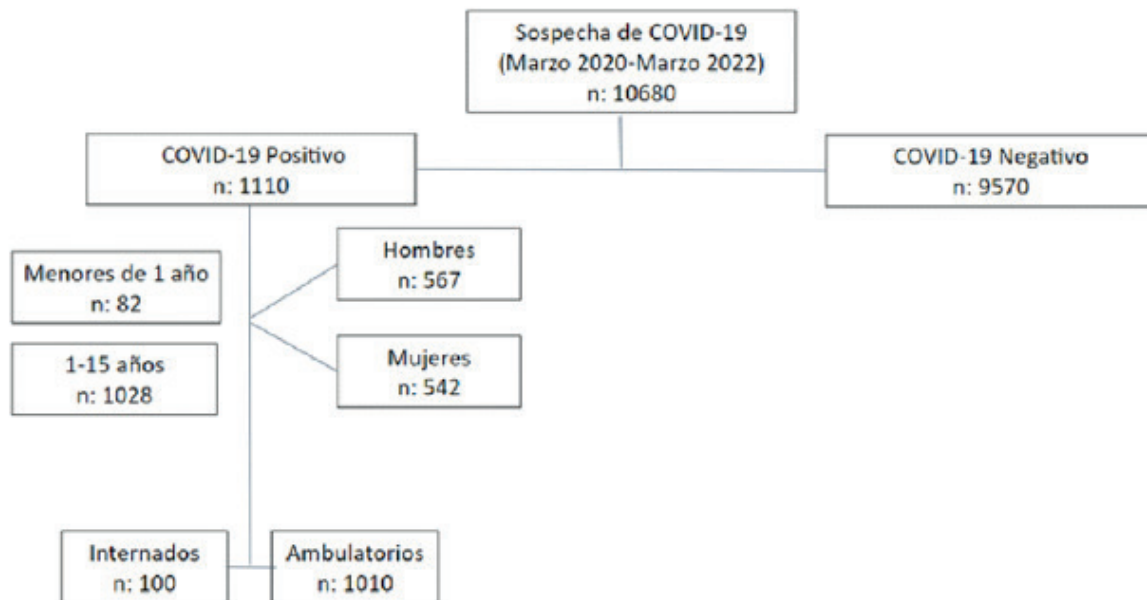 Sospecha de COVID-19
(Marzo 2020-Marzo 2022)
n: 10680
COVID-19 Positivo
n: 1110
COVID-19 Negativo
n: 9570
Menores de 1 año
n: 82
1-15 años
n: 1028
Hombres
n: 567
Mujeres
n: 542
Internados
n: 100
Ambulatorios
n: 1010